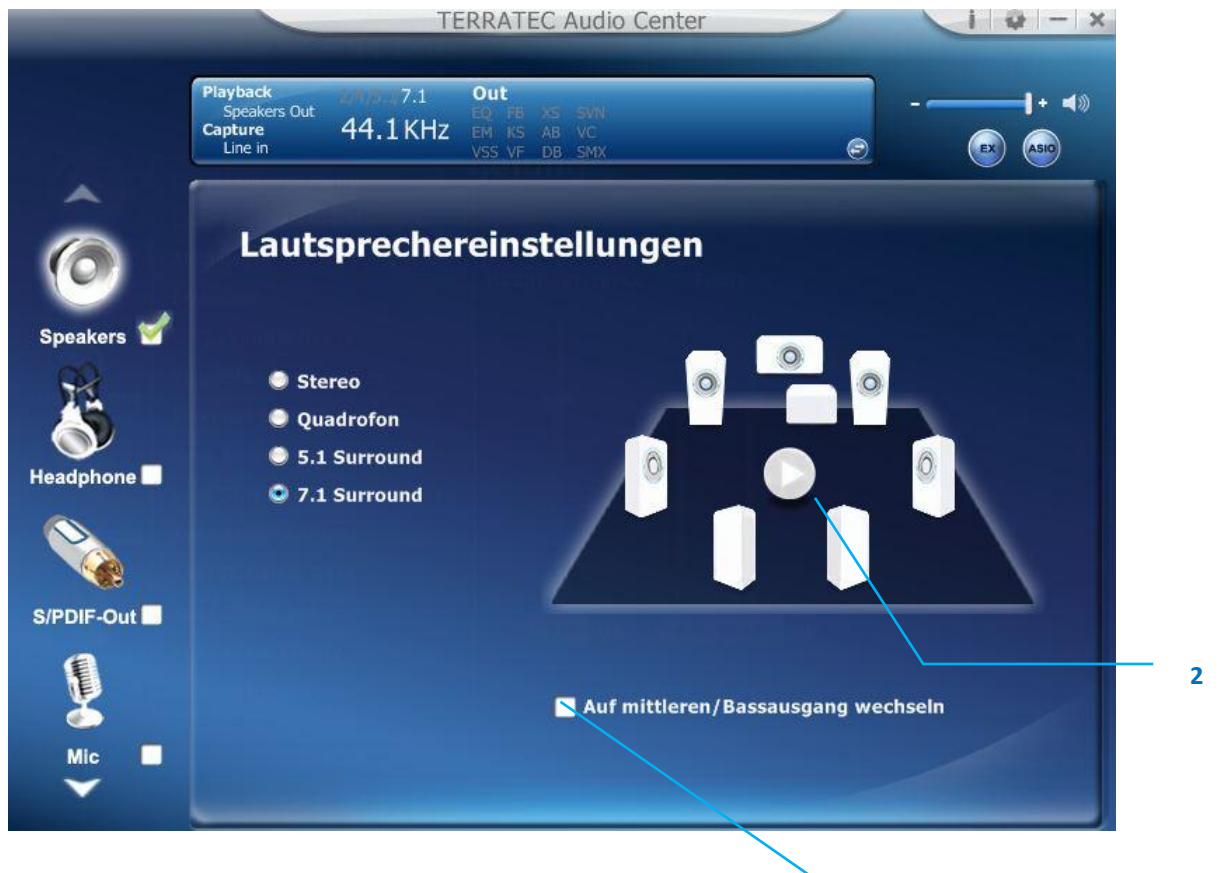 TERRATEC Audio Center
i
Playback
Speakers Out
Capture
Line in
7.1
44.1KHz
Out
EQ FB XS SVN
EM KS AB VC
VSS VF DB SMX
- +
EX ASIO
Lautsprechereinstellungen
Speakers
Headphone
S/PDIF-Out
Mic
Stereo
Quadrofon
5.1 Surround
7.1 Surround
Auf mittleren/Bassausgang wechseln
2